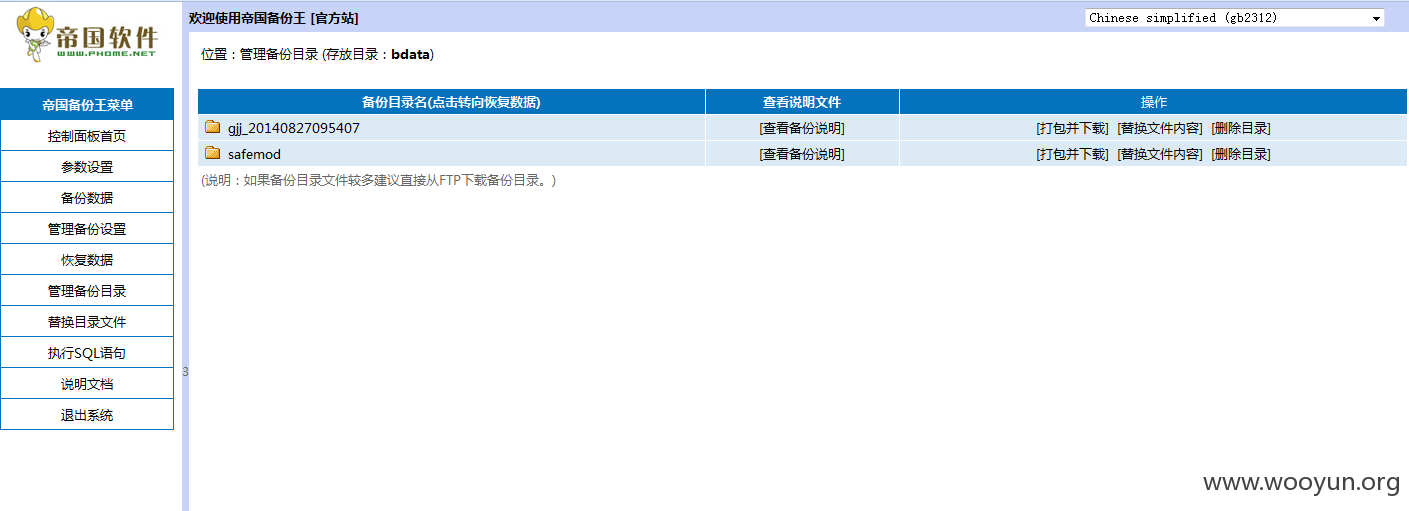 帝国软件
WWW.PHOME.NET
欢迎使用帝国备份王 [官方站]
Chinese simplified (gb2312)
位置：管理备份目录 (存放目录：bdata)
帝国备份王菜单
控制面板首页
参数设置
备份数据
管理备份设置
恢复数据
管理备份目录
替换目录文件
执行SQL语句
说明文档
退出系统
3
备份目录名(点击转向恢复数据) 查看说明文件 操作
gjj_20140827095407 [查看备份说明] [打包并下载] [替换文件内容] [删除目录]
safemod [查看备份说明] [打包并下载] [替换文件内容] [删除目录]
(说明：如果备份目录文件较多建议直接从FTP下载备份目录。)
www.wooyun.org